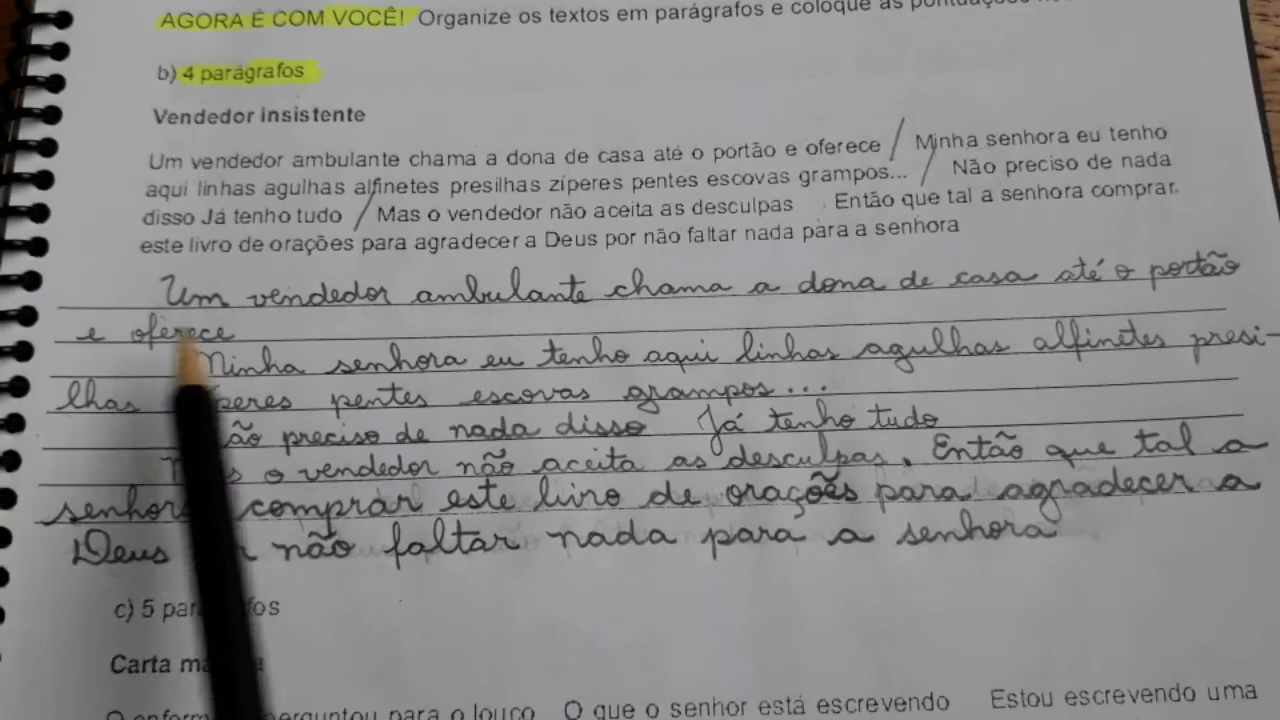 AGORA É COM VOCÊ! Organize os textos em parágrafos e coloque as
b) 4 parágrafos
Vendedor insistente
Um vendedor ambulante chama a dona de casa até o portão e oferece / Minha senhora eu tenho
aqui linhas agulhas alfinetes presilhas zíperes pentes escovas grampos... / Não preciso de nada
disso Já tenho tudo / Mas o vendedor não aceita as desculpas Então que tal a senhora comprar
este livro de orações para agradecer a Deus por não faltar nada para a senhora
Um vendedor ambulante chama a dona de casa até o portão
e oferece
Minha senhora eu tenho aqui linhas agulhas alfinetes presi-
lhas pentes escovas grampos...
preciso de nada disso Já tenho tudo
o vendedor não aceita as desculpas. Então que tal a
comprar este livro de orações para agradecer a
Deus não faltar nada para a senhora
c) 5
Carta
para o louco O que o senhor está escrevendo Estou escrevendo uma